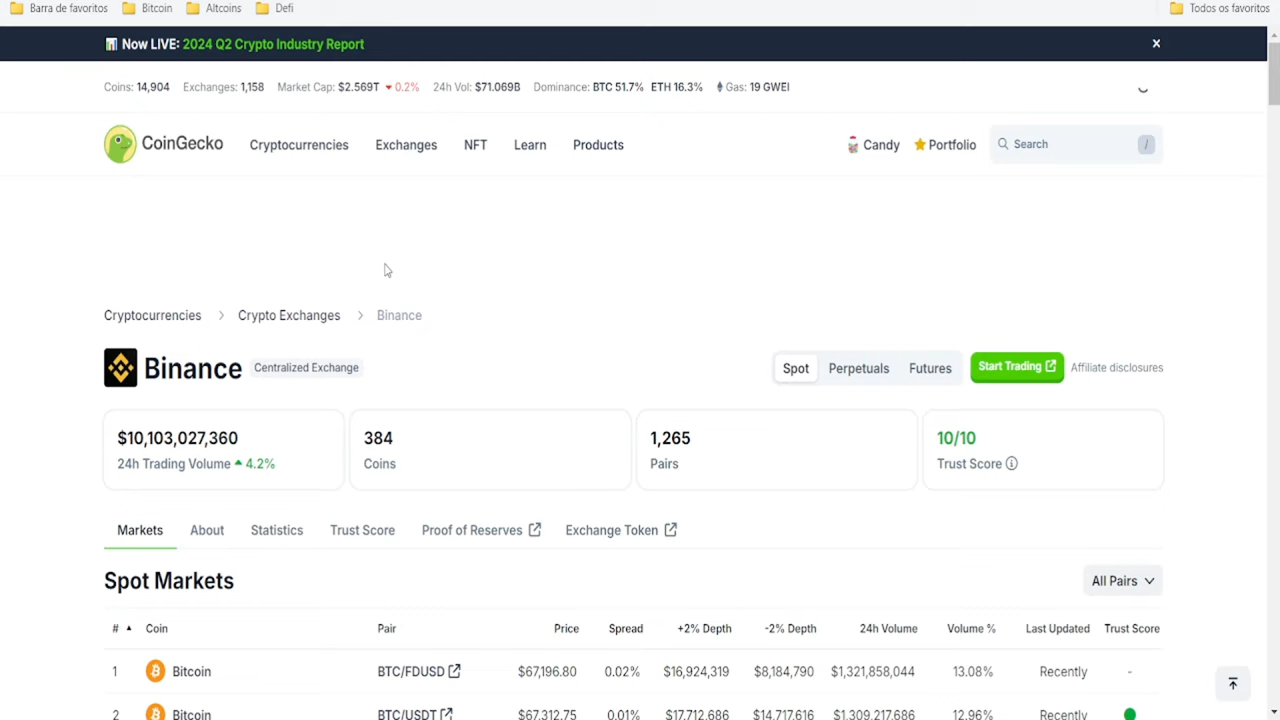 Barra de favoritos Bitcoin Altcoins Defi Todos os favoritos
Now LIVE: 2024 Q2 Crypto Industry Report
Coins: 14,904 Exchanges: 1,158 Market Cap: $2.569T 0.2% 24h Vol: $71.069B Dominance: BTC 51.7% ETH 16.3% Gas: 19 GWEI
CoinGecko Cryptocurrencies Exchanges NFT Learn Products Candy Portfolio Search /
Cryptocurrencies > Crypto Exchanges > Binance
Binance Centralized Exchange Spot Perpetuals Futures Start Trading Affiliate disclosures
$10,103,027,360 384 1,265 10/10
24h Trading Volume 4.2% Coins Pairs Trust Score
Markets About Statistics Trust Score Proof of Reserves Exchange Token
Spot Markets All Pairs
# Coin Pair Price Spread +2% Depth -2% Depth 24h Volume Volume % Last Updated Trust Score
1 Bitcoin BTC/FDUSD $67,196.80 0.02% $16,924,319 $8,184,790 $1,321,858,044 13.08% Recently -
2 Bitcoin BTC/USDT $67,312.75 0.01% $17,712,686 $14,717,616 $1,309,217,686 12.96% Recently